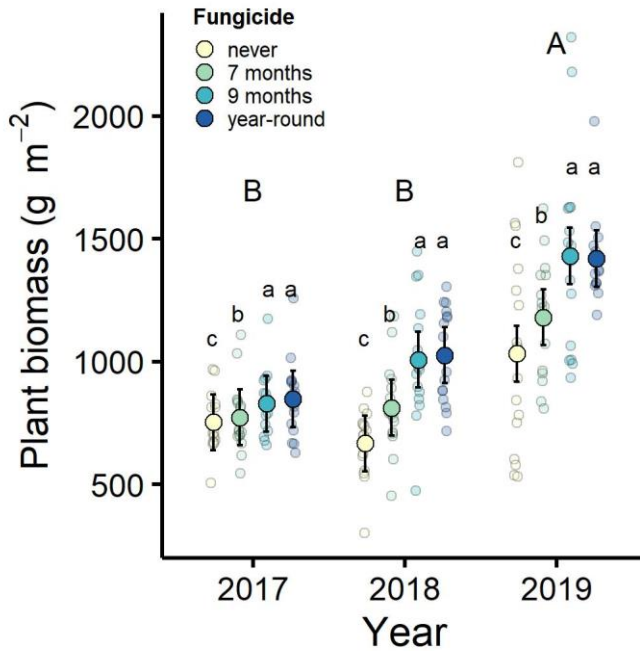 Fungicide
never
7 months
9 months
year-round
Plant biomass (g m⁻²)
2000
1500
1000
500
B
B
A
c
b
a
a
c
b
a
a
c
b
a
a
2017
2018
2019
Year